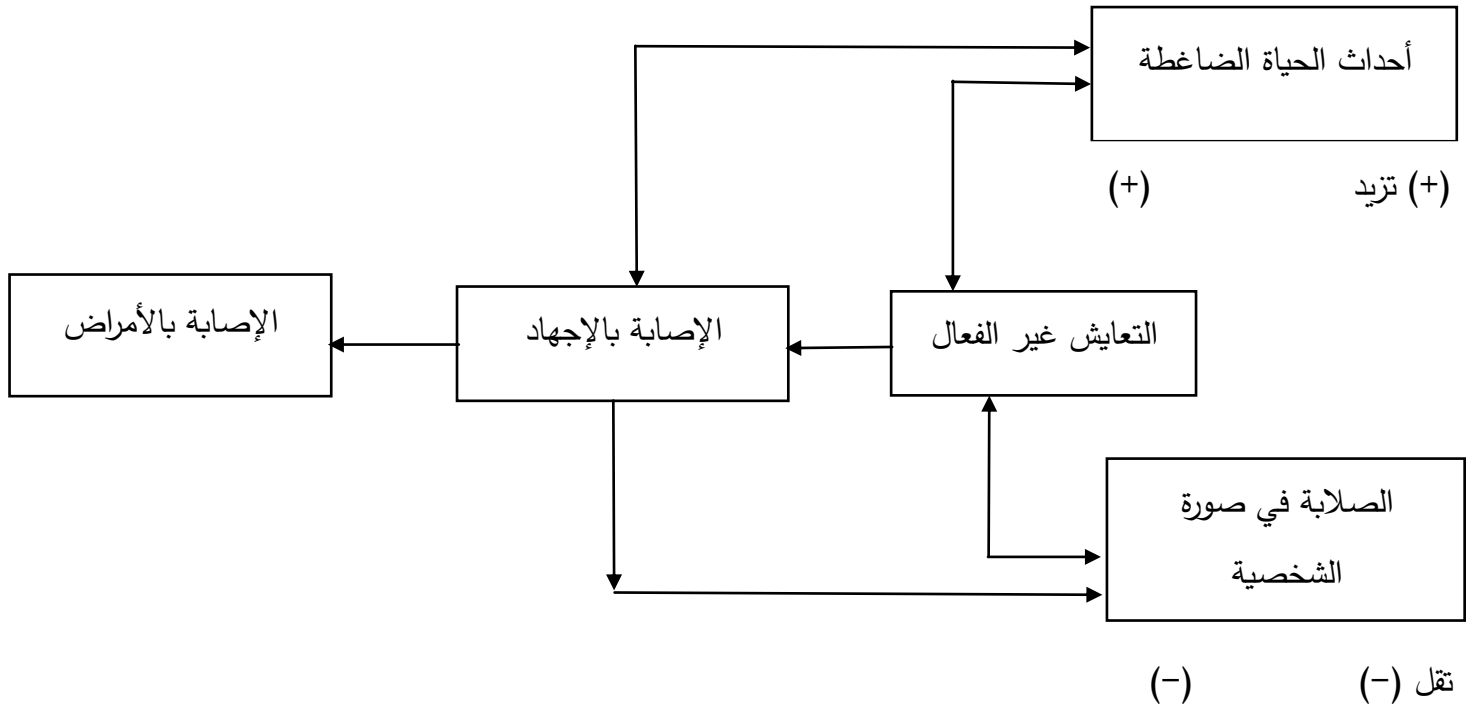 أحداث الحياة الضاغطة
(+) تزيد (+)
التعايش غير الفعال
الإصابة بالإجهاد
الإصابة بالأمراض
الصلابة في صورة
الشخصية
تقل (−) (−)